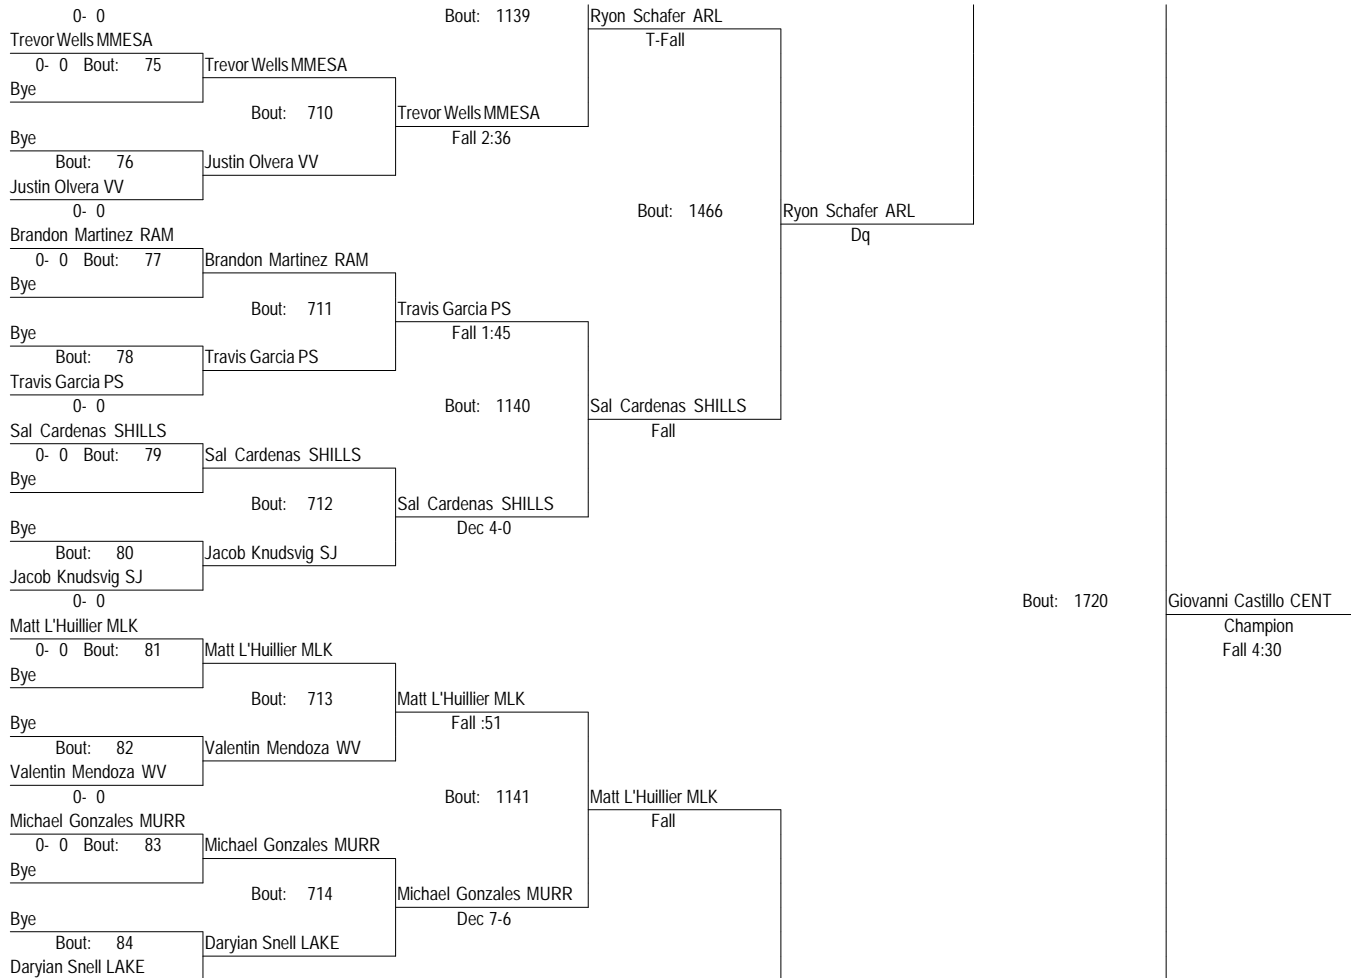 0- 0 Bout: 1139 Ryon Schafer ARL
Trevor Wells MMESA T-Fall
0- 0 Bout: 75 Trevor Wells MMESA
Bye
Bout: 710 Trevor Wells MMESA
Bye Fall 2:36
Bout: 76 Justin Olvera VV
Justin Olvera VV
0- 0 Bout: 1466 Ryon Schafer ARL
Brandon Martinez RAM Dq
0- 0 Bout: 77 Brandon Martinez RAM
Bye
Bout: 711 Travis Garcia PS
Bye Fall 1:45
Bout: 78 Travis Garcia PS
Travis Garcia PS
0- 0 Bout: 1140 Sal Cardenas SHILLS
Sal Cardenas SHILLS Fall
0- 0 Bout: 79 Sal Cardenas SHILLS
Bye
Bout: 712 Sal Cardenas SHILLS
Bye Dec 4-0
Bout: 80 Jacob Knudsvig SJ
Jacob Knudsvig SJ
0- 0 Bout: 1720 Giovanni Castillo CENT
Matt L'Huillier MLK Champion
0- 0 Bout: 81 Matt L'Huillier MLK Fall 4:30
Bye
Bout: 713 Matt L'Huillier MLK
Bye Fall :51
Bout: 82 Valentin Mendoza WV
Valentin Mendoza WV
0- 0 Bout: 1141 Matt L'Huillier MLK
Michael Gonzales MURR Fall
0- 0 Bout: 83 Michael Gonzales MURR
Bye
Bout: 714 Michael Gonzales MURR
Bye Dec 7-6
Bout: 84 Daryian Snell LAKE
Daryian Snell LAKE